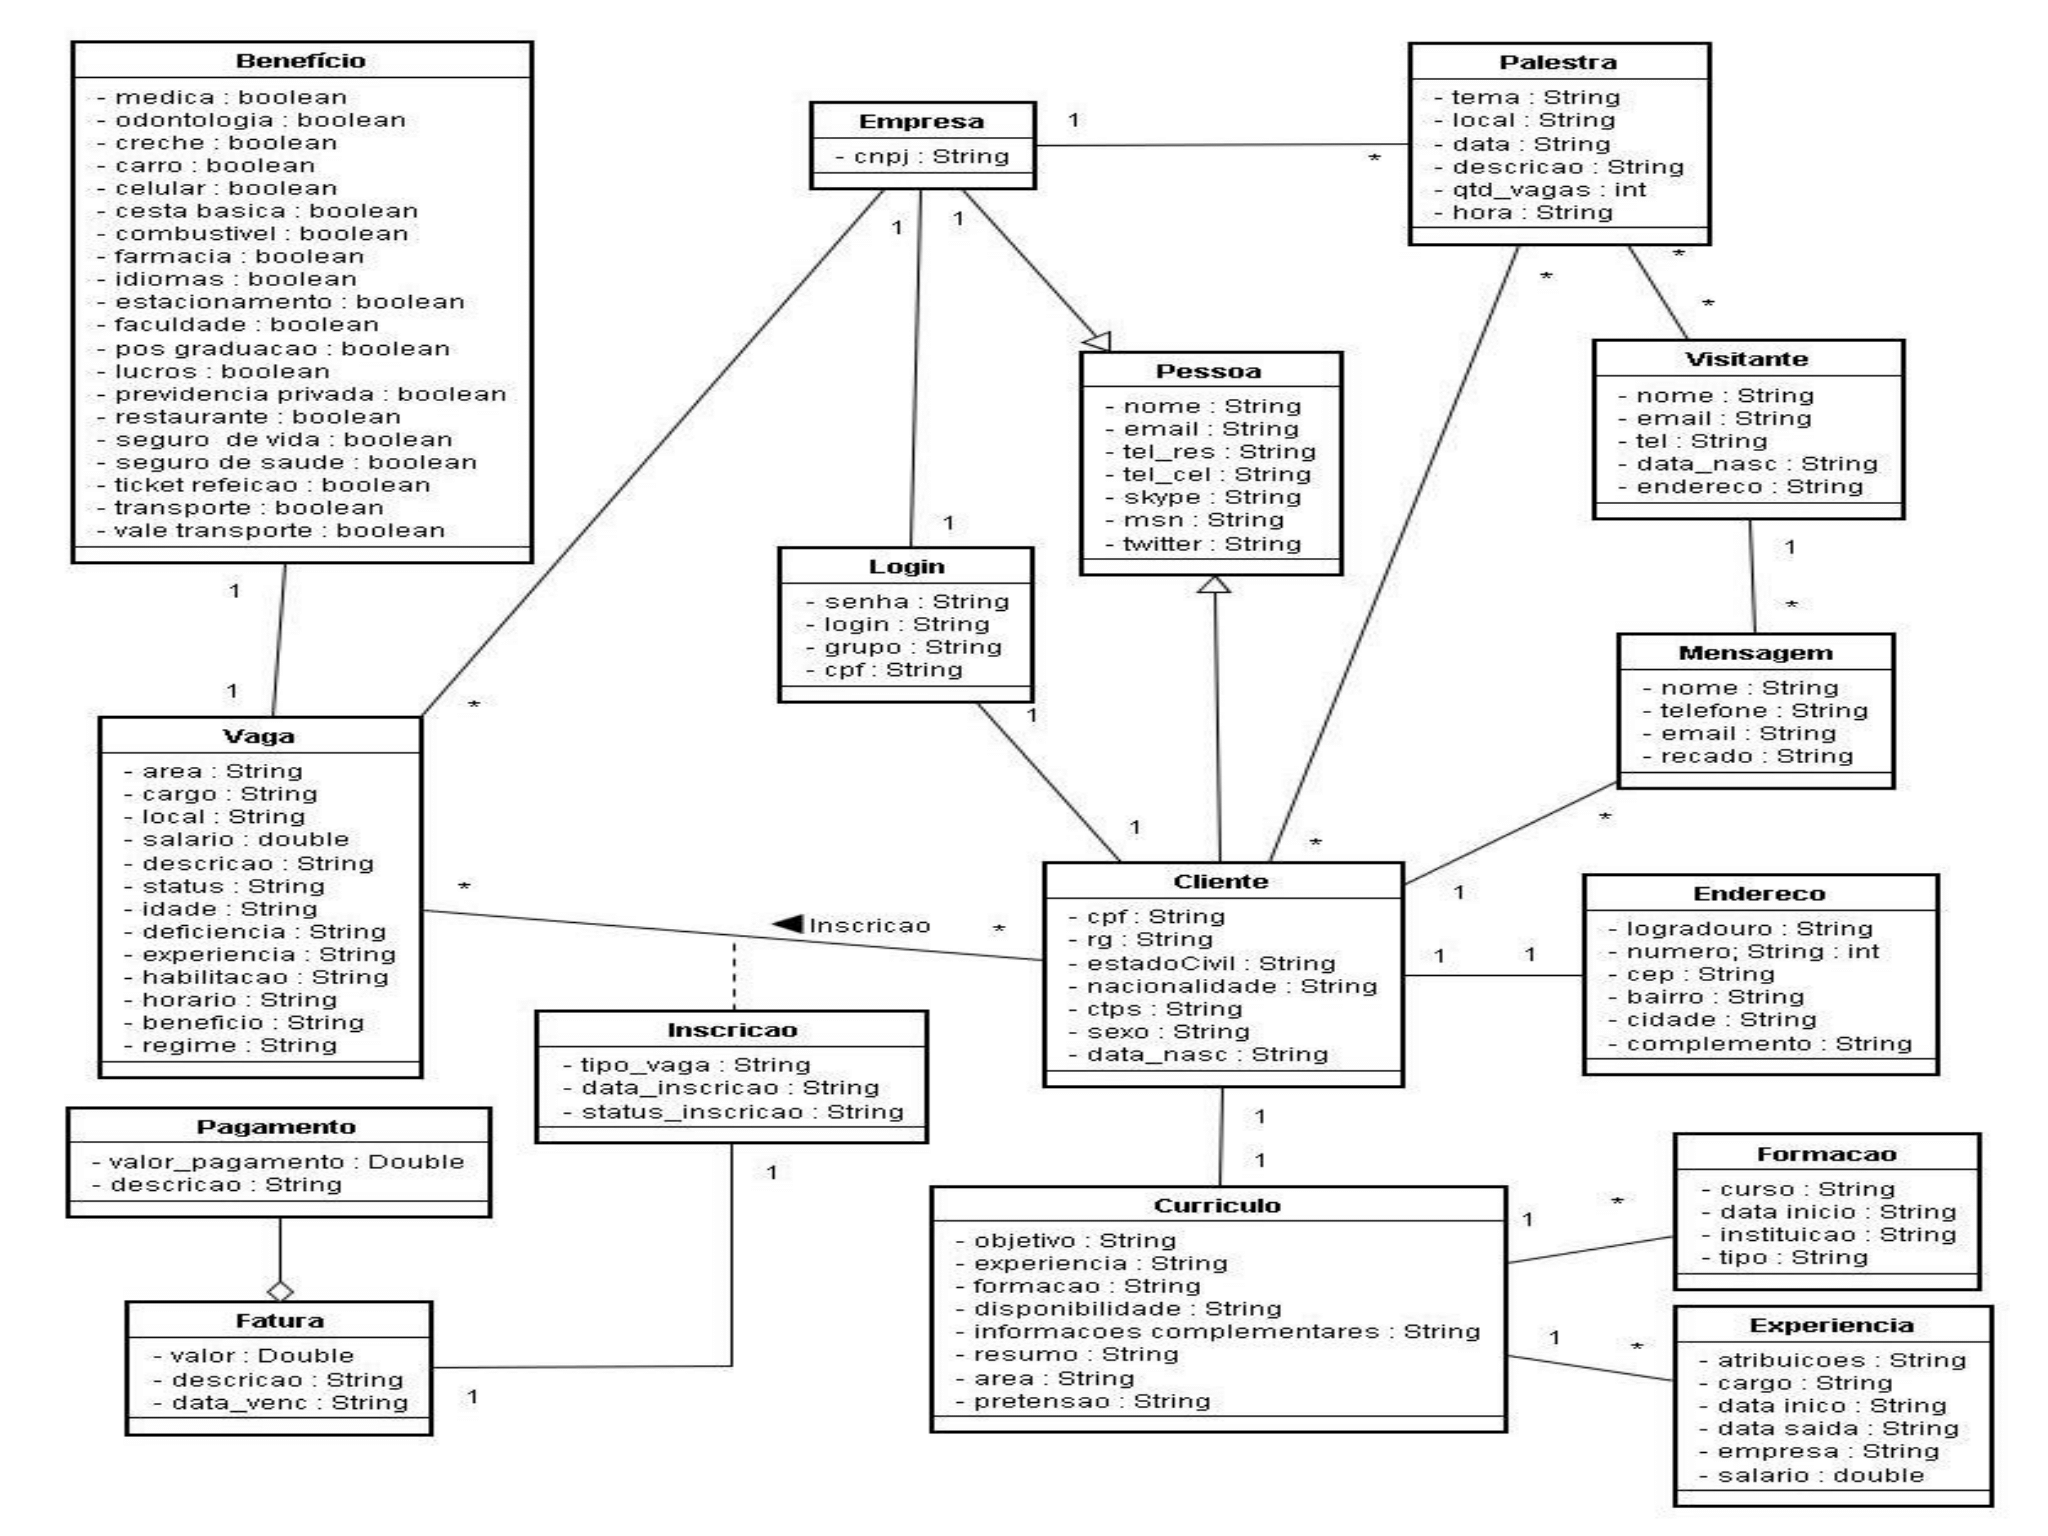 Benefício
- medica : boolean
- odontologia : boolean
- creche : boolean
- carro : boolean
- celular : boolean
- cesta basica : boolean
- combustivel : boolean
- farmacia : boolean
- idiomas : boolean
- estacionamento : boolean
- faculdade : boolean
- pos graduacao : boolean
- lucros : boolean
- previdencia privada : boolean
- restaurante : boolean
- seguro de vida : boolean
- seguro de saude : boolean
- ticket refeicao : boolean
- transporte : boolean
- vale transporte : boolean
1
1
Empresa
- cnpj : String
1
*
1
1
Palestra
- tema : String
- local : String
- data : String
- descricao : String
- qtd_vagas : int
- hora : String
*
*
*
Visitante
- nome : String
- email : String
- tel : String
- data_nasc : String
- endereco : String
1
*
Pessoa
- nome : String
- email : String
- tel_res : String
- tel_cel : String
- skype : String
- msn : String
- twitter : String
1
Login
- senha : String
- login : String
- grupo : String
- cpf : String
1
1
Mensagem
- nome : String
- telefone : String
- email : String
- recado : String
*
1
*
*
Vaga
- area : String
- cargo : String
- local : String
- salario : double
- descricao : String
- status : String
- idade : String
- deficiencia : String
- experiencia : String
- habilitacao : String
- horario : String
- beneficio : String
- regime : String
*
Inscricao
*
Cliente
- cpf : String
- rg : String
- estadoCivil : String
- nacionalidade : String
- ctps : String
- sexo : String
- data_nasc : String
1
1
Endereco
- logradouro : String
- numero; String : int
- cep : String
- bairro : String
- cidade : String
- complemento : String
Inscricao
- tipo_vaga : String
- data_inscricao : String
- status_inscricao : String
1
Pagamento
- valor_pagamento : Double
- descricao : String
Fatura
- valor : Double
- descricao : String
- data_venc : String
1
1
1
Curriculo
- objetivo : String
- experiencia : String
- formacao : String
- disponibilidade : String
- informacoes complementares : String
- resumo : String
- area : String
- pretensao : String
1
*
Formacao
- curso : String
- data inicio : String
- instituicao : String
- tipo : String
1
*
Experiencia
- atribuicoes : String
- cargo : String
- data inico : String
- data saida : String
- empresa : String
- salario : double